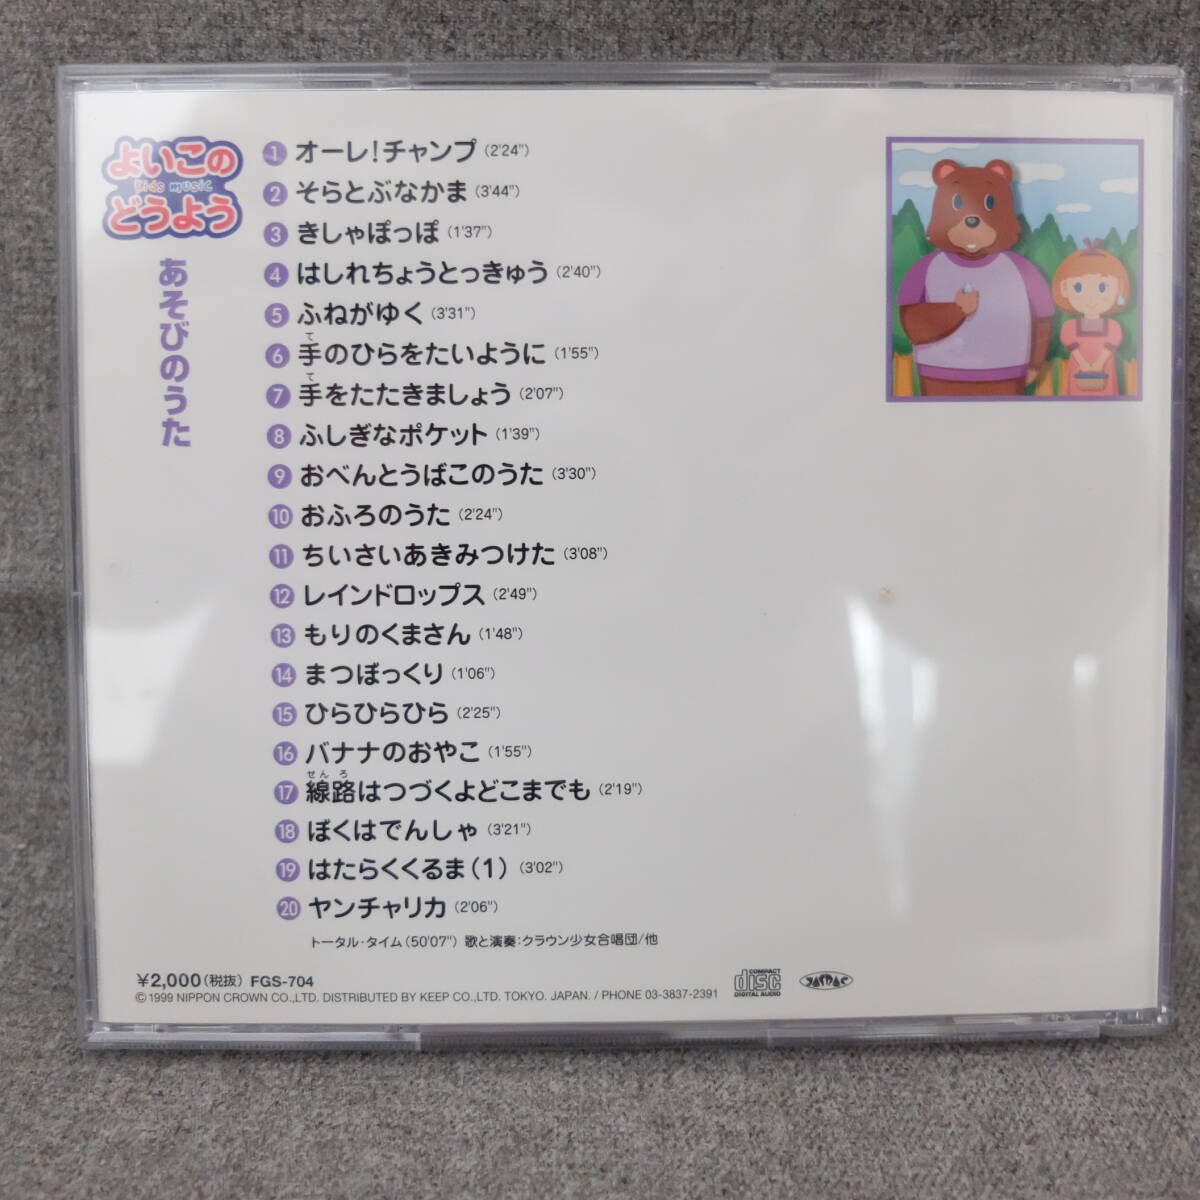 よいこの
kids music
どうよう
あそびのうた
1 オーレ!チャンプ (2'24")
2 そらとぶなかま (3'44")
3 きしゃぽっぽ (1'37")
4 はしれちょうとっきゅう (2'40")
5 ふねがゆく (3'31")
て
6 手のひらをたいように (1'55")
て
7 手をたたきましょう (2'07")
8 ふしぎなポケット (1'39")
9 おべんとうばこのうた (3'30")
10 おふろのうた (2'24")
11 ちいさいあきみつけた (3'08")
12 レインドロップス (2'49")
13 もりのくまさん (1'48")
14 まつぼっくり (1'06")
15 ひらひらひら (2'25")
16 バナナのおやこ (1'55")
せんろ
17 線路はつづくよどこまでも (2'19")
18 ぼくはでんしゃ (3'21")
19 はたらくくるま(1) (3'02")
20 ヤンチャリカ (2'06")
トータル・タイム(50'07") 歌と演奏:クラウン少女合唱団/他
¥2,000(税抜) FGS-704
©1999 NIPPON CROWN CO.,LTD. DISTRIBUTED BY KEEP CO.,LTD. TOKYO. JAPAN. / PHONE 03-3837-2391
COMPACT
disc
DIGITAL AUDIO
JASRAC